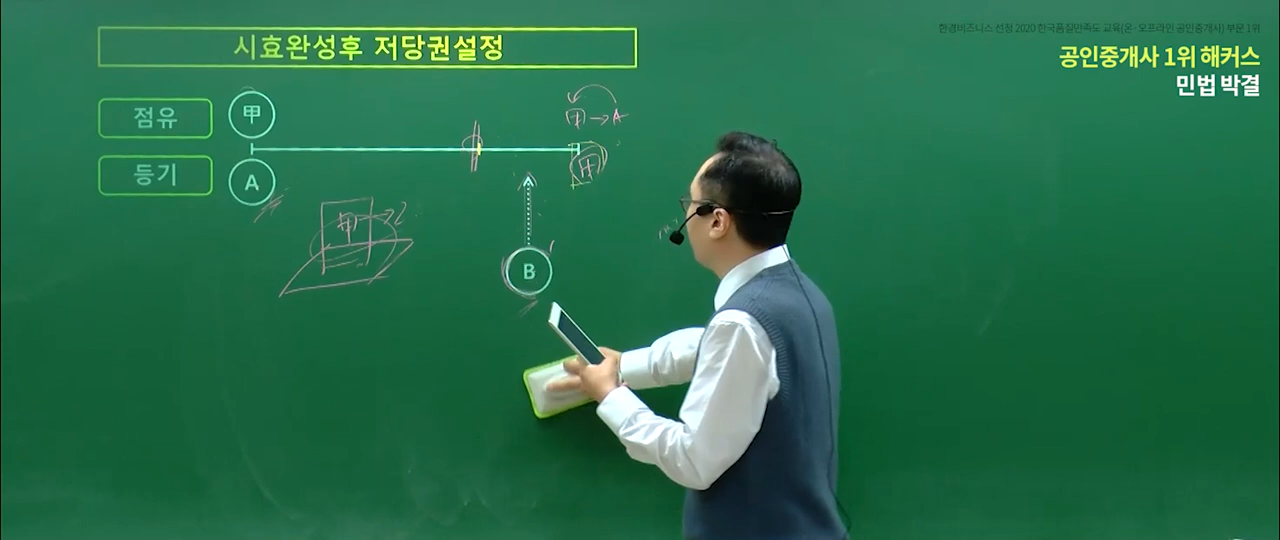 한경비즈니스 선정 2020 한국품질만족도 교육(온·오프라인 공인중개사) 부문 1위
공인중개사 1위 해커스
민법 박결
시효완성후 저당권설정
점유 甲
甲 → A
등기 A
甲
甲
B